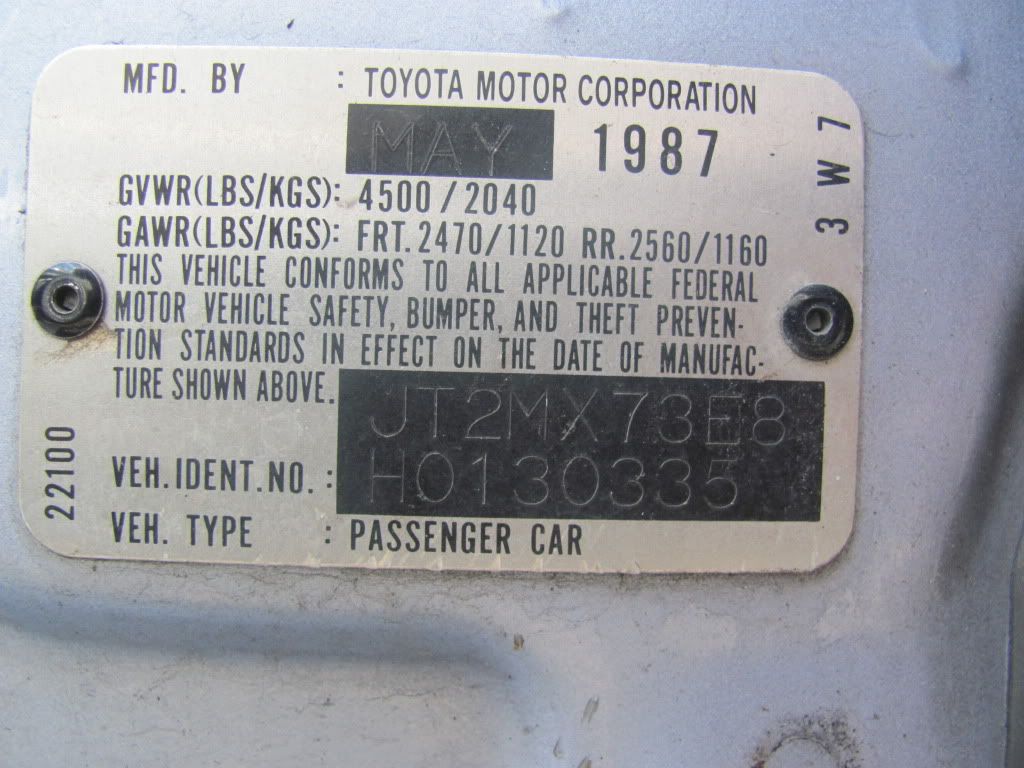 MFD. BY : TOYOTA MOTOR CORPORATION
MAY 1987
GVWR(LBS/KGS): 4500/2040
GAWR(LBS/KGS): FRT.2470/1120 RR.2560/1160
THIS VEHICLE CONFORMS TO ALL APPLICABLE FEDERAL
MOTOR VEHICLE SAFETY, BUMPER, AND THEFT PREVEN-
TION STANDARDS IN EFFECT ON THE DATE OF MANUFAC-
TURE SHOWN ABOVE.
JT2MX73E8
VEH.IDENT.NO. : H0130335
VEH. TYPE : PASSENGER CAR
22100
3W7